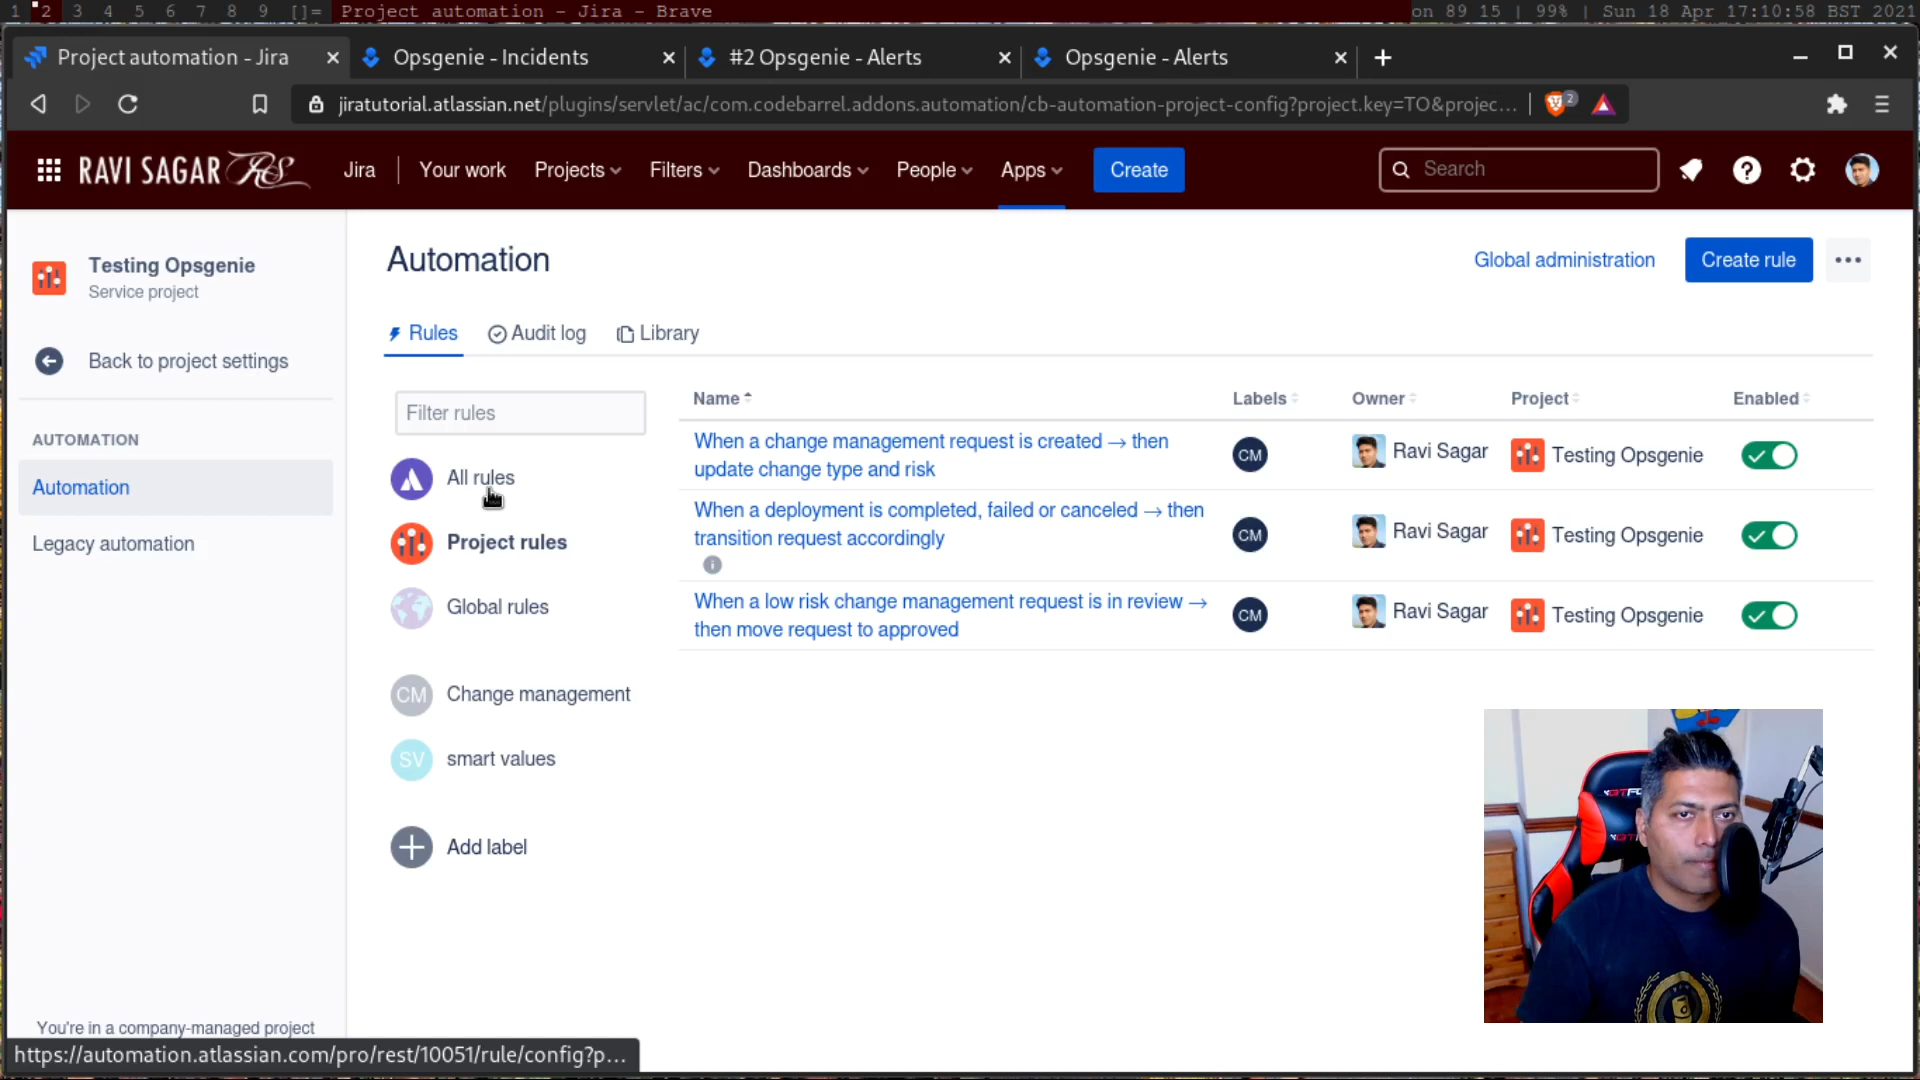 1 2 3 4 5 6 7 8 9 []= Project automation - Jira - Brave on 89 15 | 99% | Sun 18 Apr 17:10:58 BST 2021
Project automation - Jira
Opsgenie - Incidents
#2 Opsgenie - Alerts
Opsgenie - Alerts
jiratutorial.atlassian.net/plugins/servlet/ac/com.codebarrel.addons.automation/cb-automation-project-config?project.key=TO&projec...
2
RAVI SAGAR RS Jira Your work Projects Filters Dashboards People Apps Create Search
Testing Opsgenie
Service project
Back to project settings
AUTOMATION
Automation
Legacy automation
You're in a company-managed project
https://automation.atlassian.com/pro/rest/10051/rule/config?p...
Automation
Global administration Create rule
Rules Audit log Library
Filter rules
All rules
Project rules
Global rules
CM Change management
SV smart values
Add label
Name Labels Owner Project Enabled
When a change management request is created → then
update change type and risk
CM Ravi Sagar Testing Opsgenie
When a deployment is completed, failed or canceled → then
transition request accordingly
CM Ravi Sagar Testing Opsgenie
When a low risk change management request is in review →
then move request to approved
CM Ravi Sagar Testing Opsgenie